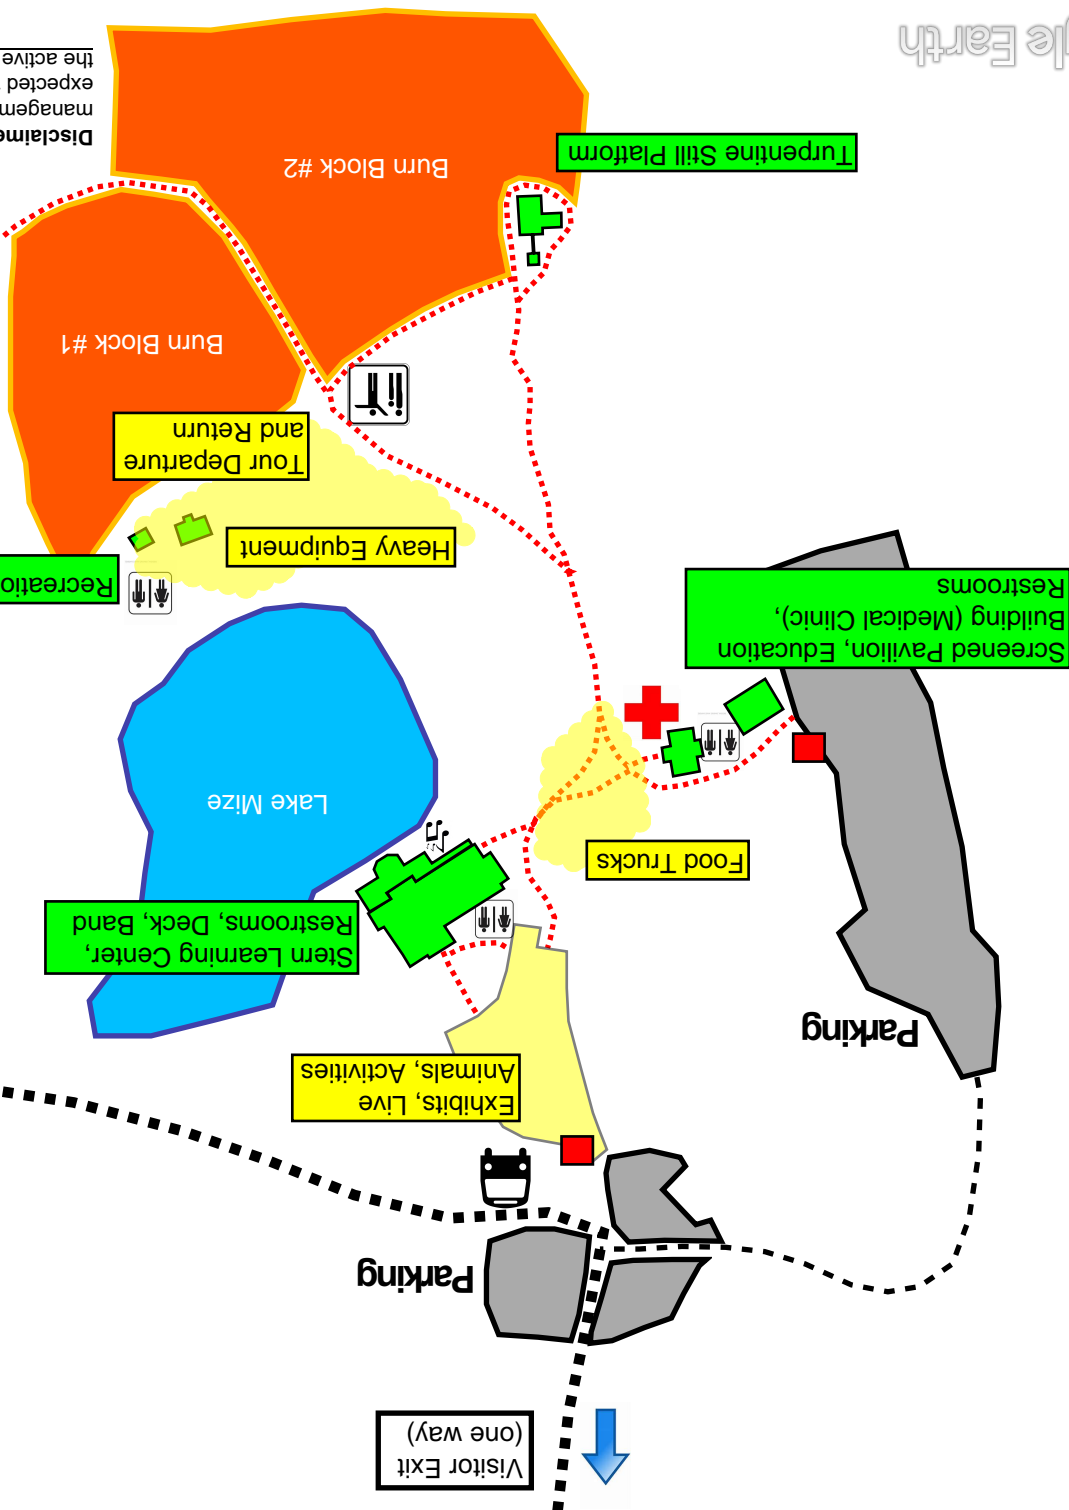 Visitor Exit
(one way)
Parking
Exhibits, Live
Animals, Activities
Parking
Stern Learning Center,
Restrooms, Deck, Band
Food Trucks
Lake Mize
Screened Pavilion, Education
Building (Medical Clinic),
Restrooms
Recreatio
Heavy Equipment
Tour Departure
and Return
Burn Block #1
Burn Block #2
Turpentine Still Platform
Disclaime
managem
expected
the active
gle Earth